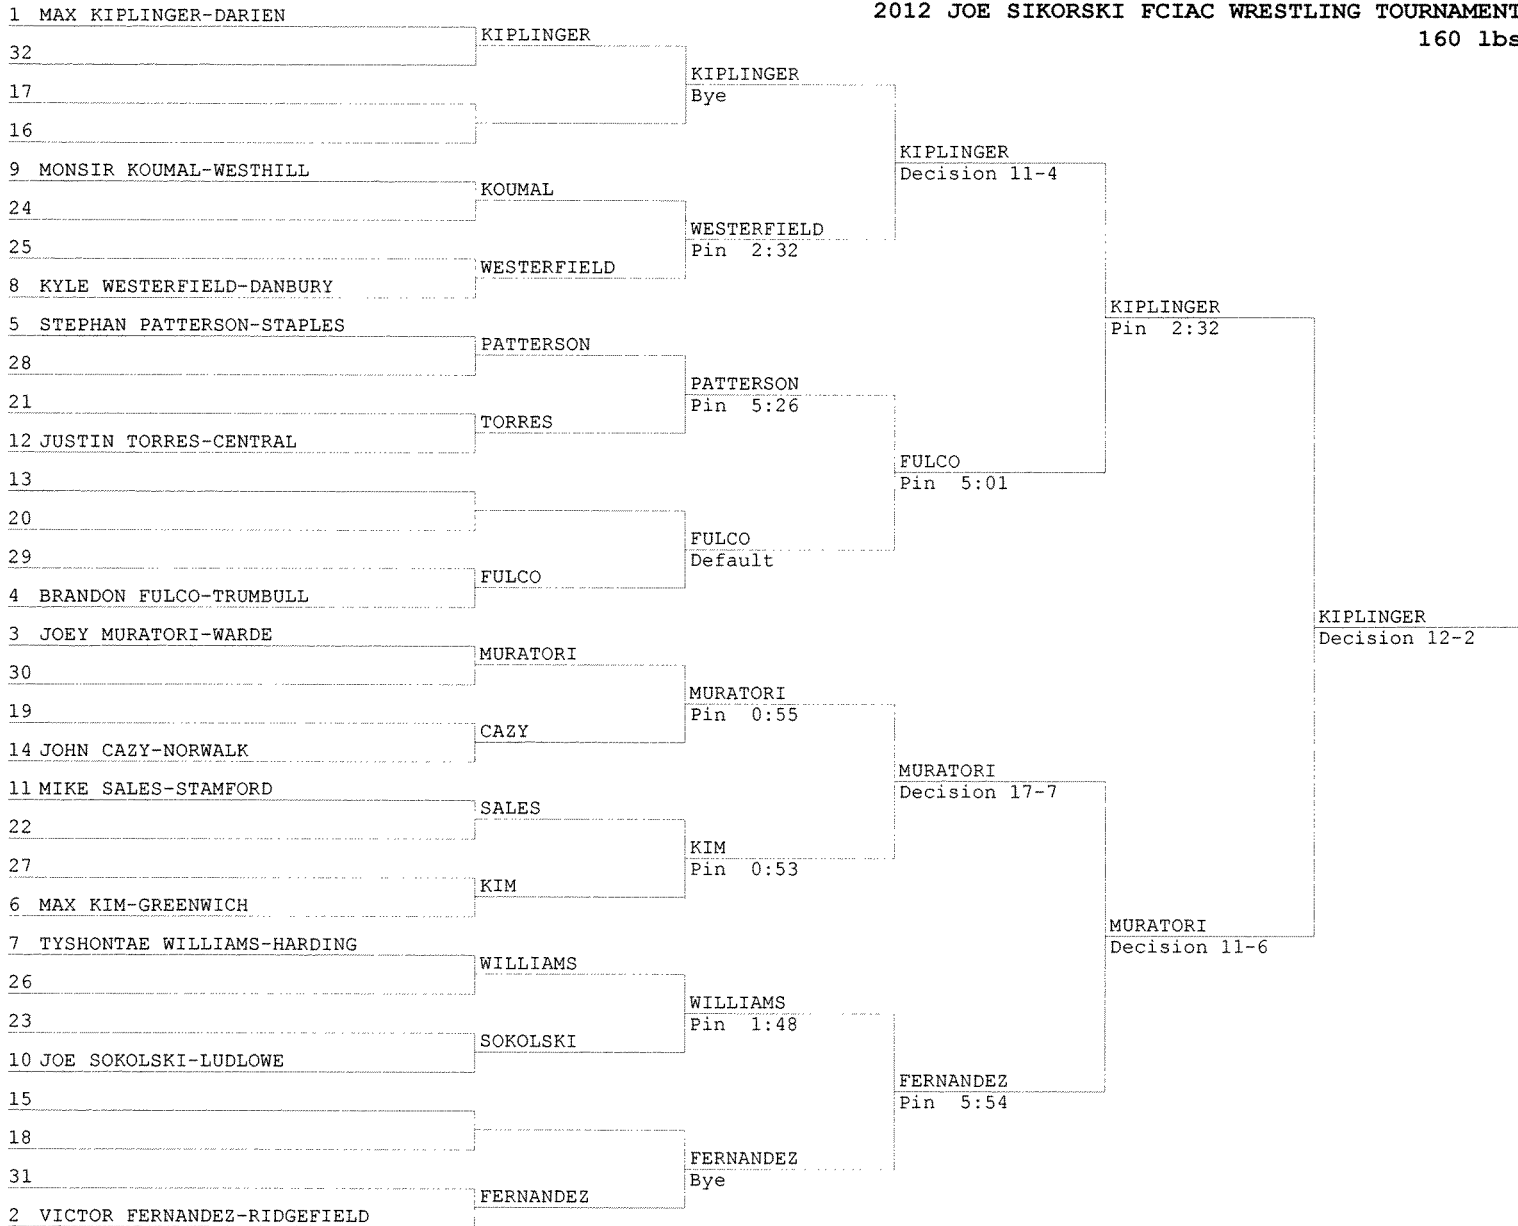 2012 JOE SIKORSKI FCIAC WRESTLING TOURNAMENT
160 lbs
1 MAX KIPLINGER-DARIEN
32
17
16
9 MONSIR KOUMAL-WESTHILL
24
25
8 KYLE WESTERFIELD-DANBURY
5 STEPHAN PATTERSON-STAPLES
28
21
12 JUSTIN TORRES-CENTRAL
13
20
29
4 BRANDON FULCO-TRUMBULL
3 JOEY MURATORI-WARDE
30
19
14 JOHN CAZY-NORWALK
11 MIKE SALES-STAMFORD
22
27
6 MAX KIM-GREENWICH
7 TYSHONTAE WILLIAMS-HARDING
26
23
10 JOE SOKOLSKI-LUDLOWE
15
18
31
2 VICTOR FERNANDEZ-RIDGEFIELD
KIPLINGER
KOUMAL
WESTERFIELD
PATTERSON
TORRES
FULCO
MURATORI
CAZY
SALES
KIM
WILLIAMS
SOKOLSKI
FERNANDEZ
KIPLINGER
Bye
WESTERFIELD
Pin 2:32
PATTERSON
Pin 5:26
FULCO
Default
MURATORI
Pin 0:55
KIM
Pin 0:53
WILLIAMS
Pin 1:48
FERNANDEZ
Bye
KIPLINGER
Decision 11-4
FULCO
Pin 5:01
MURATORI
Decision 17-7
FERNANDEZ
Pin 5:54
KIPLINGER
Pin 2:32
MURATORI
Decision 11-6
KIPLINGER
Decision 12-2